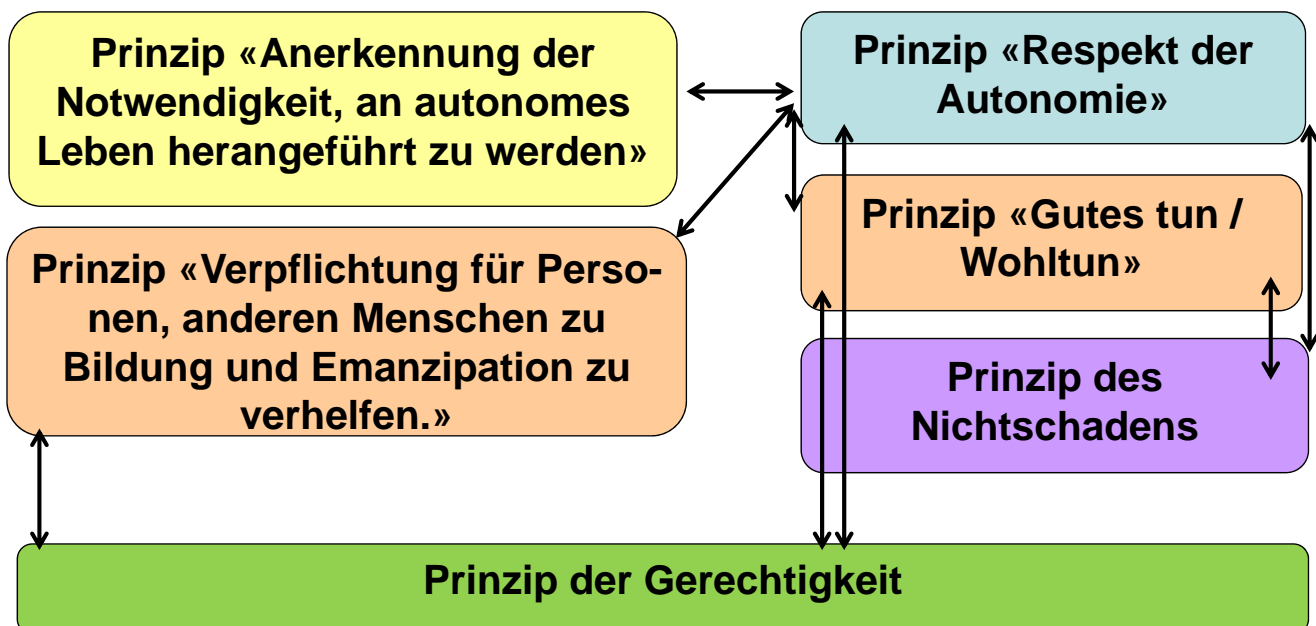 Prinzip «Anerkennung der
Notwendigkeit, an autonomes
Leben herangeführt zu werden»
Prinzip «Verpflichtung für Perso-
nen, anderen Menschen zu
Bildung und Emanzipation zu
verhelfen.»
Prinzip «Respekt der
Autonomie»
Prinzip «Gutes tun /
Wohltun»
Prinzip des
Nichtschadens
Prinzip der Gerechtigkeit